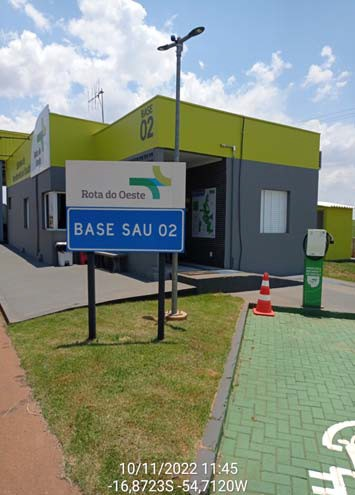 BASE
02
Rota do Oeste
BASE SAU 02
10/11/2022 11:45
-16,8723S -54,7120W